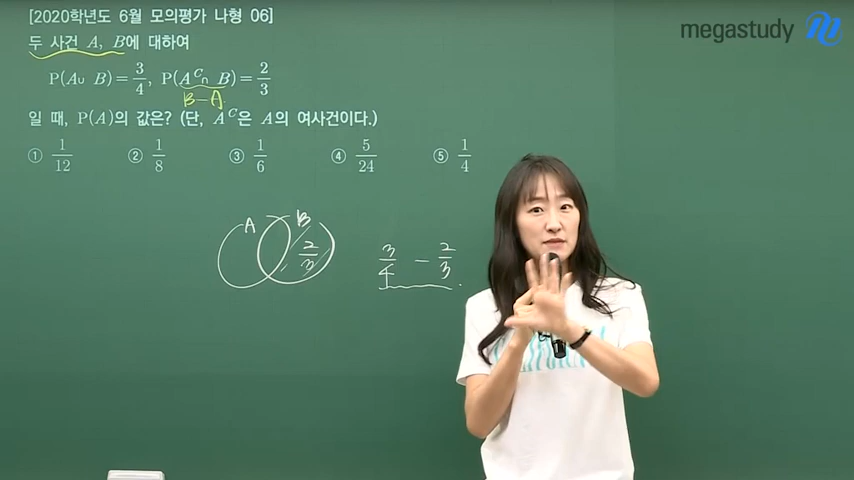 [2020학년도 6월 모의평가 나형 06]
megastudy
두 사건 A, B에 대하여
P(A∪B)=3/4, P(A^C∩B)=2/3
B-A
일 때, P(A)의 값은? (단, A^C은 A의 여사건이다.)
① 1/12 ② 1/8 ③ 1/6 ④ 5/24 ⑤ 1/4
A B
2/3
3/4 - 2/3